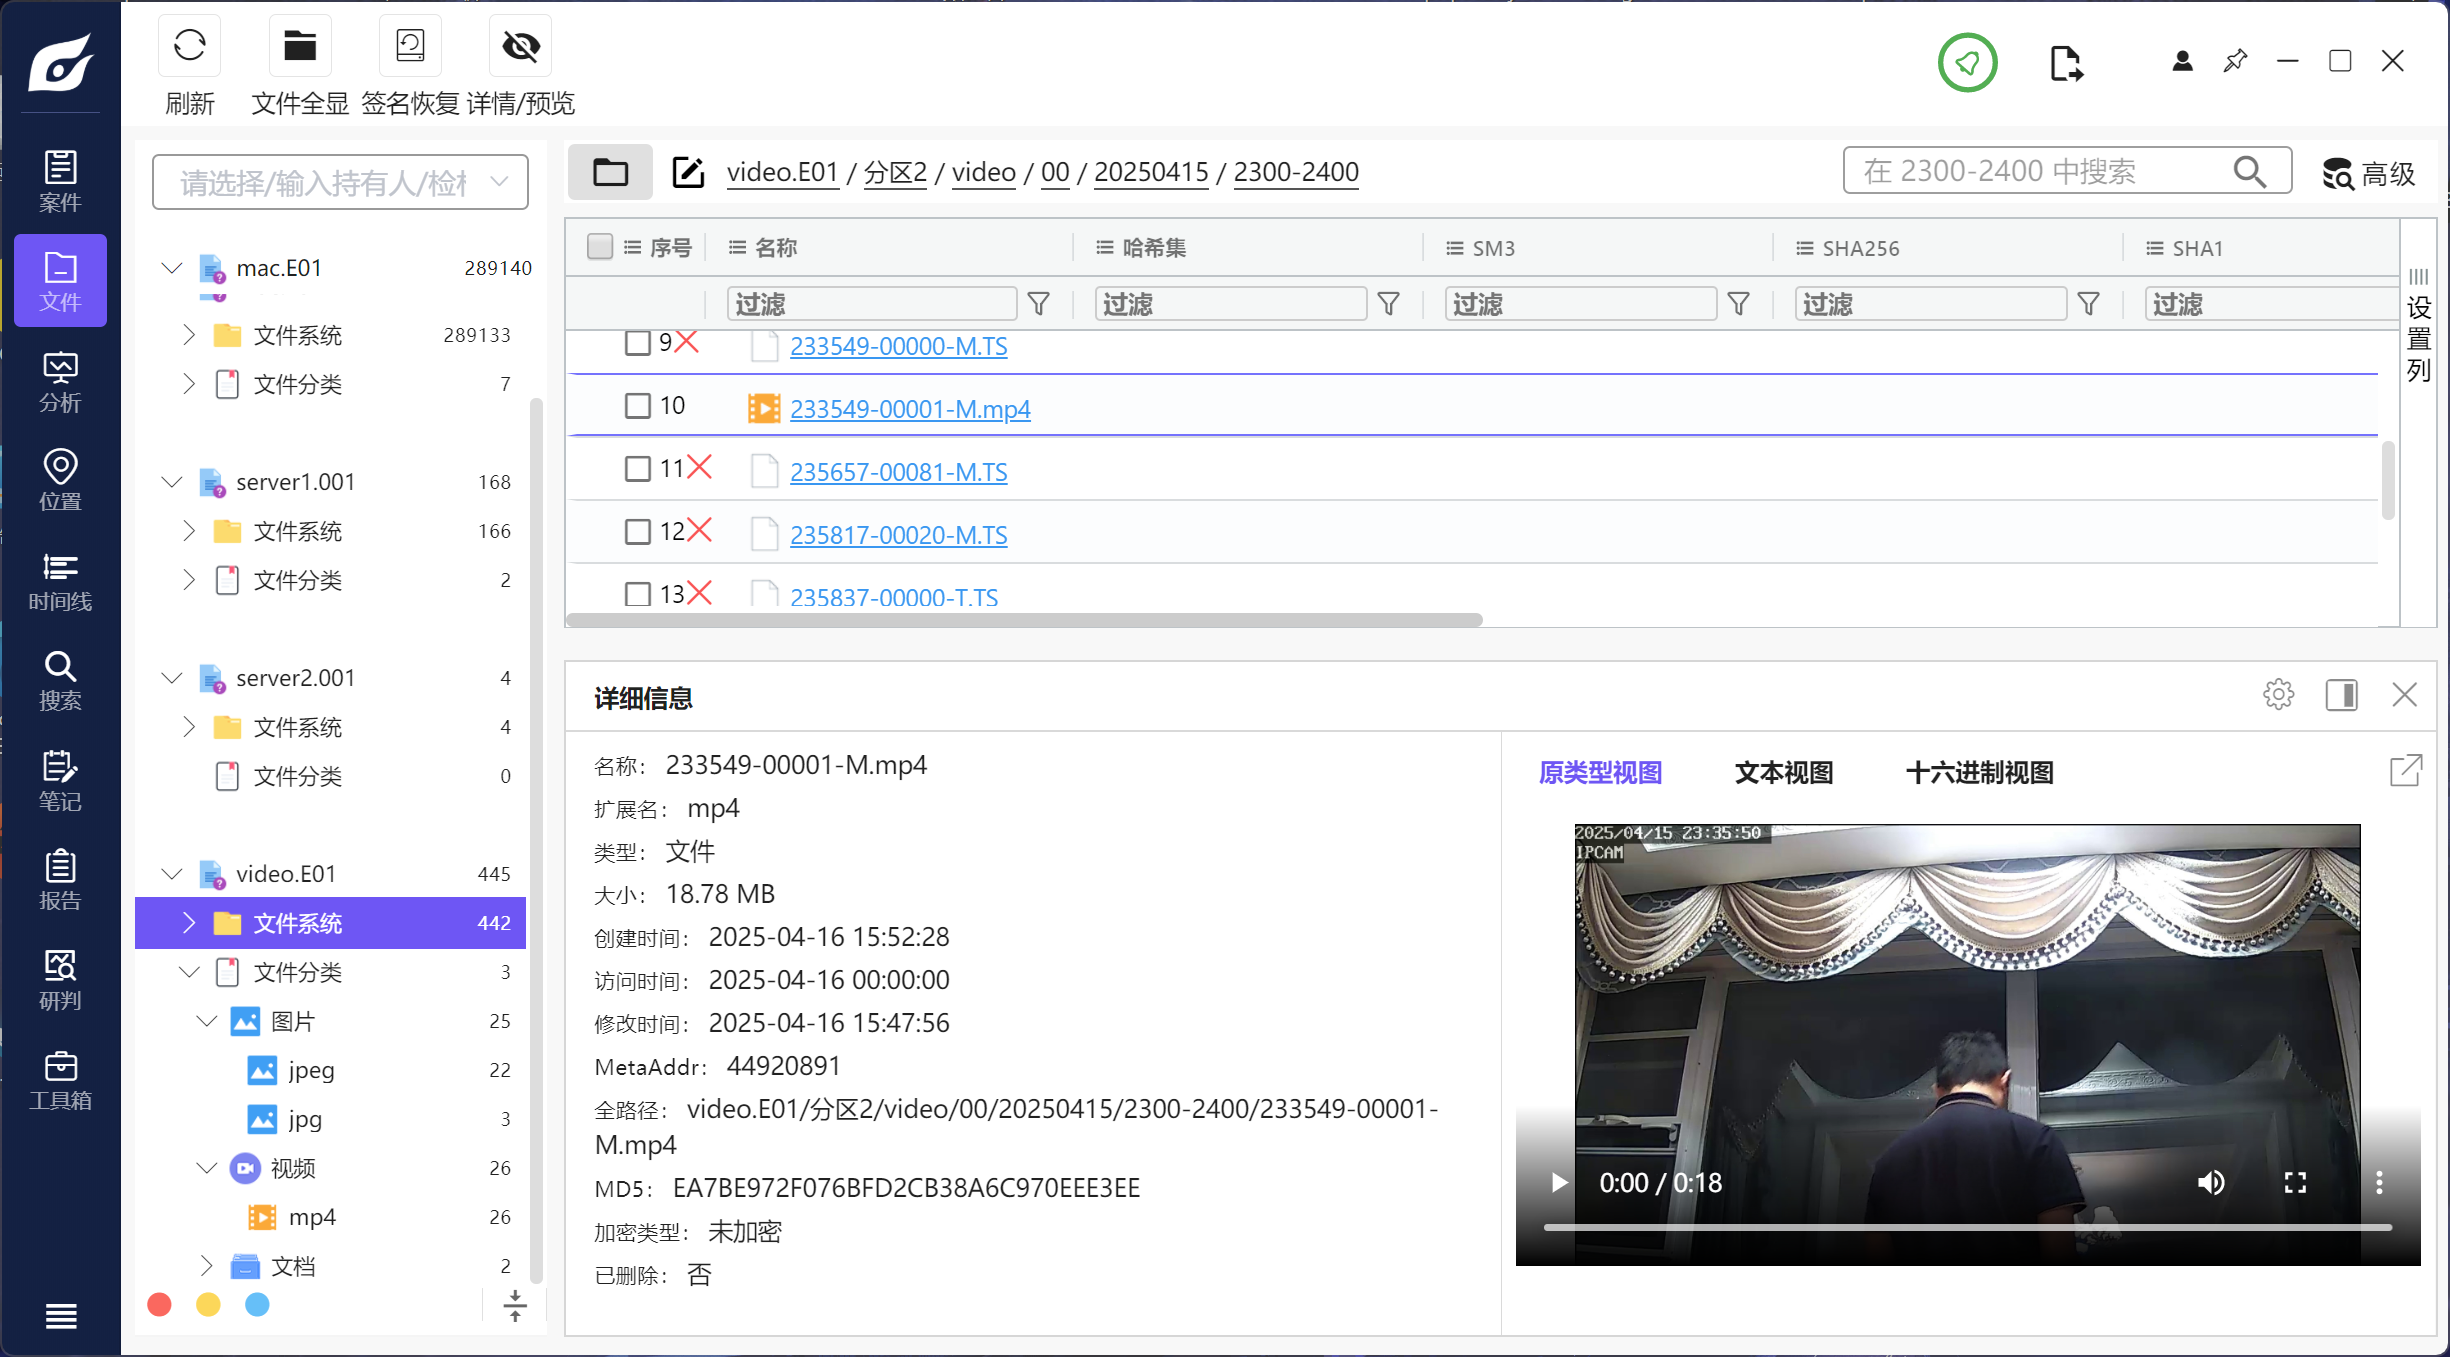 刷新
文件全显
签名恢复
详情/预览
案件
文件
分析
位置
时间线
搜索
笔记
报告
研判
工具箱
mac.E01 289140
文件系统 289133
文件分类 7
server1.001 168
文件系统 166
文件分类 2
server2.001 4
文件系统 4
文件分类 0
video.E01 445
文件系统 442
文件分类 3
图片 25
jpeg 22
jpg 3
视频 26
mp4 26
文档 2
video.E01 / 分区2 / video / 00 / 20250415 / 2300-2400
在 2300-2400 中搜索
高级
序号 名称 哈希集 SM3 SHA256 SHA1
过滤 过滤 过滤 过滤 过滤
设置列
9 233549-00000-M.TS
10 233549-00001-M.mp4
11 235657-00081-M.TS
12 235817-00020-M.TS
13 235837-00000-T.TS
详细信息
名称： 233549-00001-M.mp4
扩展名： mp4
类型： 文件
大小： 18.78 MB
创建时间： 2025-04-16 15:52:28
访问时间： 2025-04-16 00:00:00
修改时间： 2025-04-16 15:47:56
MetaAddr： 44920891
全路径： video.E01/分区2/video/00/20250415/2300-2400/233549-00001-
M.mp4
MD5： EA7BE972F076BFD2CB38A6C970EEE3EE
加密类型： 未加密
已删除： 否
原类型视图 文本视图 十六进制视图
2025/04/15 23:35:50
IPCAM
0:00 / 0:18